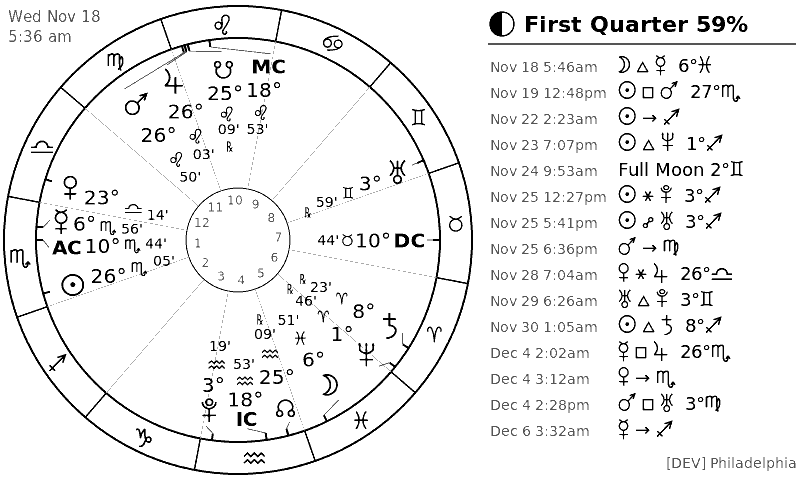 Wed Nov 18
5:36 am
♌ ♋ ♊ ♉ ♈ ♓ ♒ ♑ ♐ ♏ ♎ ♍
♂ 26° ♌ 50'
♃ 26° ♌ 03'
☋ 25° ♌ 09' ℞
MC 18° ♌ 53'
♅ 3° ♊ 59' ℞
DC 10° ♉ 44'
♄ 8° ♈ 23' ℞
♆ 1° ♈ 46' ℞
☽ 6° ♓ 51'
☊ 25° ♒ 09' ℞
IC 18° ♒ 53'
♇ 3° ♒ 19'
☉ 26° ♏ 05'
AC 10° ♏ 44'
☿ 6° ♏ 56'
♀ 23° ♎ 14'
1 2 3 4 5 6 7 8 9 10 11 12
First Quarter 59%
Nov 18 5:46am ☽ △ ☿ 6°♓
Nov 19 12:48pm ☉ □ ♂ 27°♏
Nov 22 2:23am ☉ → ♐
Nov 23 7:07pm ☉ △ ♆ 1°♐
Nov 24 9:53am Full Moon 2°♊
Nov 25 12:27pm ☉ ⚹ ♇ 3°♐
Nov 25 5:41pm ☉ ☍ ♅ 3°♐
Nov 25 6:36pm ♂ → ♍
Nov 28 7:04am ♀ ⚹ ♃ 26°♎
Nov 29 6:26am ♅ △ ♇ 3°♊
Nov 30 1:05am ☉ △ ♄ 8°♐
Dec 4 2:02am ☿ □ ♃ 26°♏
Dec 4 3:12am ♀ → ♏
Dec 4 2:28pm ♂ □ ♅ 3°♍
Dec 6 3:32am ☿ → ♐
[DEV] Philadelphia